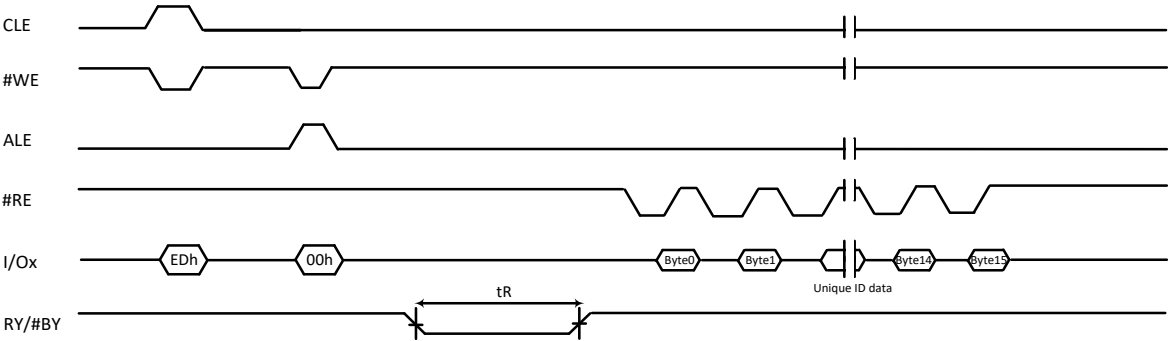 CLE
#WE
ALE
#RE
I/Ox EDh 00h Byte0 Byte1 Byte14 Byte15
Unique ID data
tR
RY/#BY